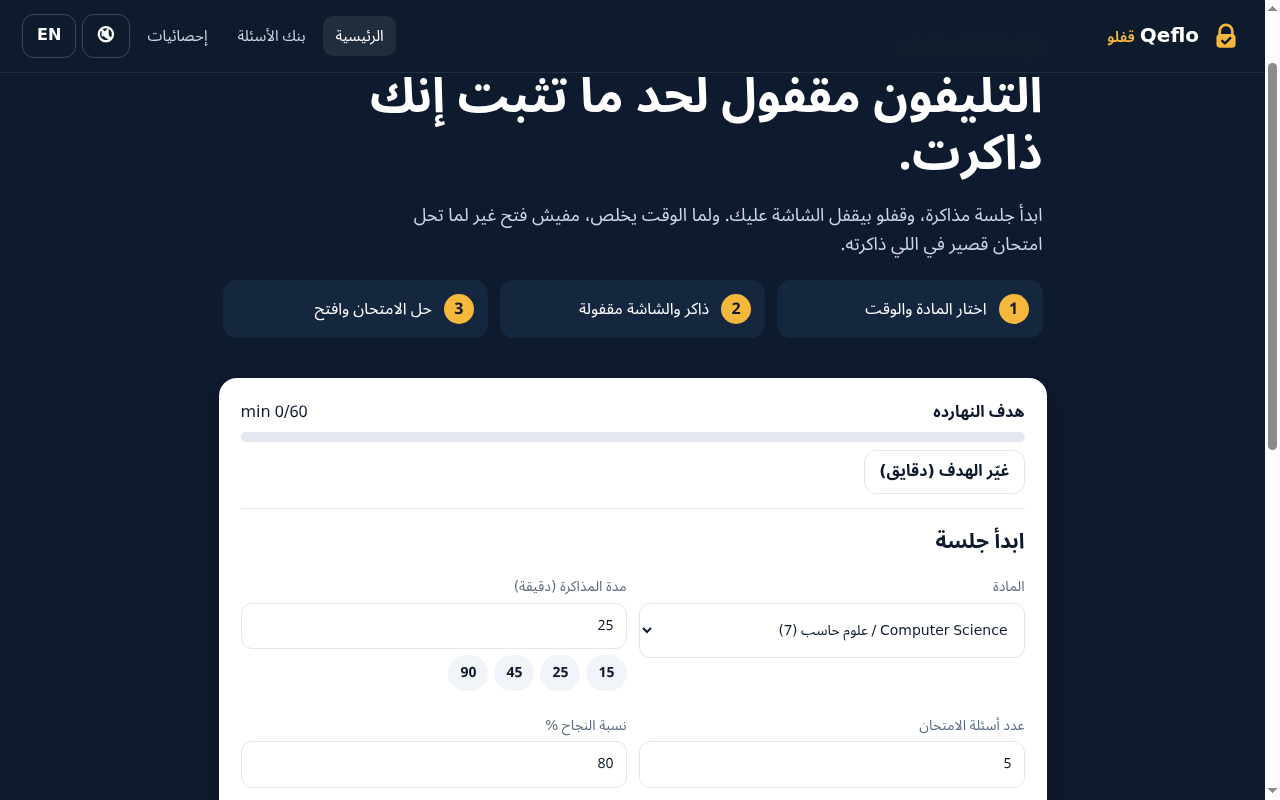 Qeflo قفلو
الرئيسية
بنك الأسئلة
إحصائيات
EN
التليفون مقفول لحد ما تثبت إنك
ذاكرت.
ابدأ جلسة مذاكرة، وقفلو بيقفل الشاشة عليك. ولما الوقت يخلص، مفيش فتح غير لما تحل
امتحان قصير في اللي ذاكرته.
1 اختار المادة والوقت
2 ذاكر والشاشة مقفولة
3 حل الامتحان وافتح
هدف النهارده
0/60 min
غيّر الهدف (دقايق)
ابدأ جلسة
المادة
Computer Science / علوم حاسب (7)
مدة المذاكرة (دقيقة)
25
15 25 45 90
عدد أسئلة الامتحان
5
نسبة النجاح %
80